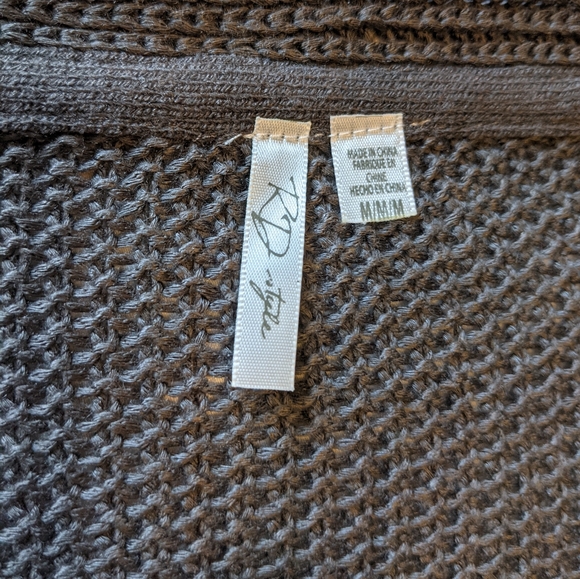 RD style
MADE IN CHINA
FABRIQUE EN
CHINE
HECHO EN CHINA
M/M/M